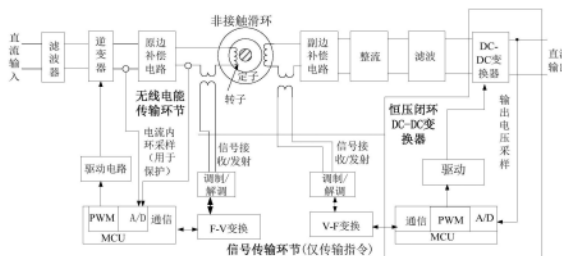 非接触滑环
直流输入
滤波器
逆变器
原边补偿电路
定子
转子
副边补偿电路
整流
滤波
DC-DC变换器
直流输出
无线电能传输环节
恒压闭环DC-DC变换器
电流内环采样(用于保护)
信号接收/发射
信号接收/发射
输出电压采样
驱动电路
调制/解调
调制/解调
驱动
PWM
A/D
通信
MCU
F-V变换
V-F变换
通信
PWM
A/D
MCU
信号传输环节(仅传输指令)